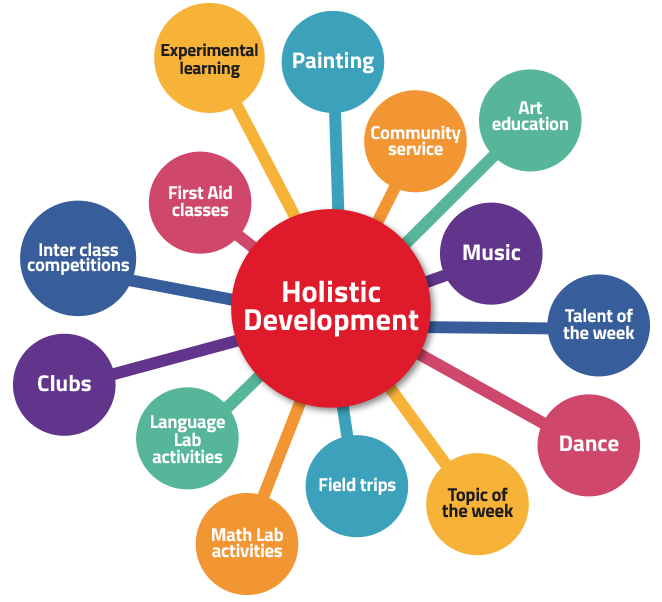 Experimental
learning
Painting
Community
service
Art
education
First Aid
classes
Inter class
competitions
Music
Holistic
Development
Talent of
the week
Clubs
Language
Lab
activities
Dance
Field trips
Topic of
the week
Math Lab
activities